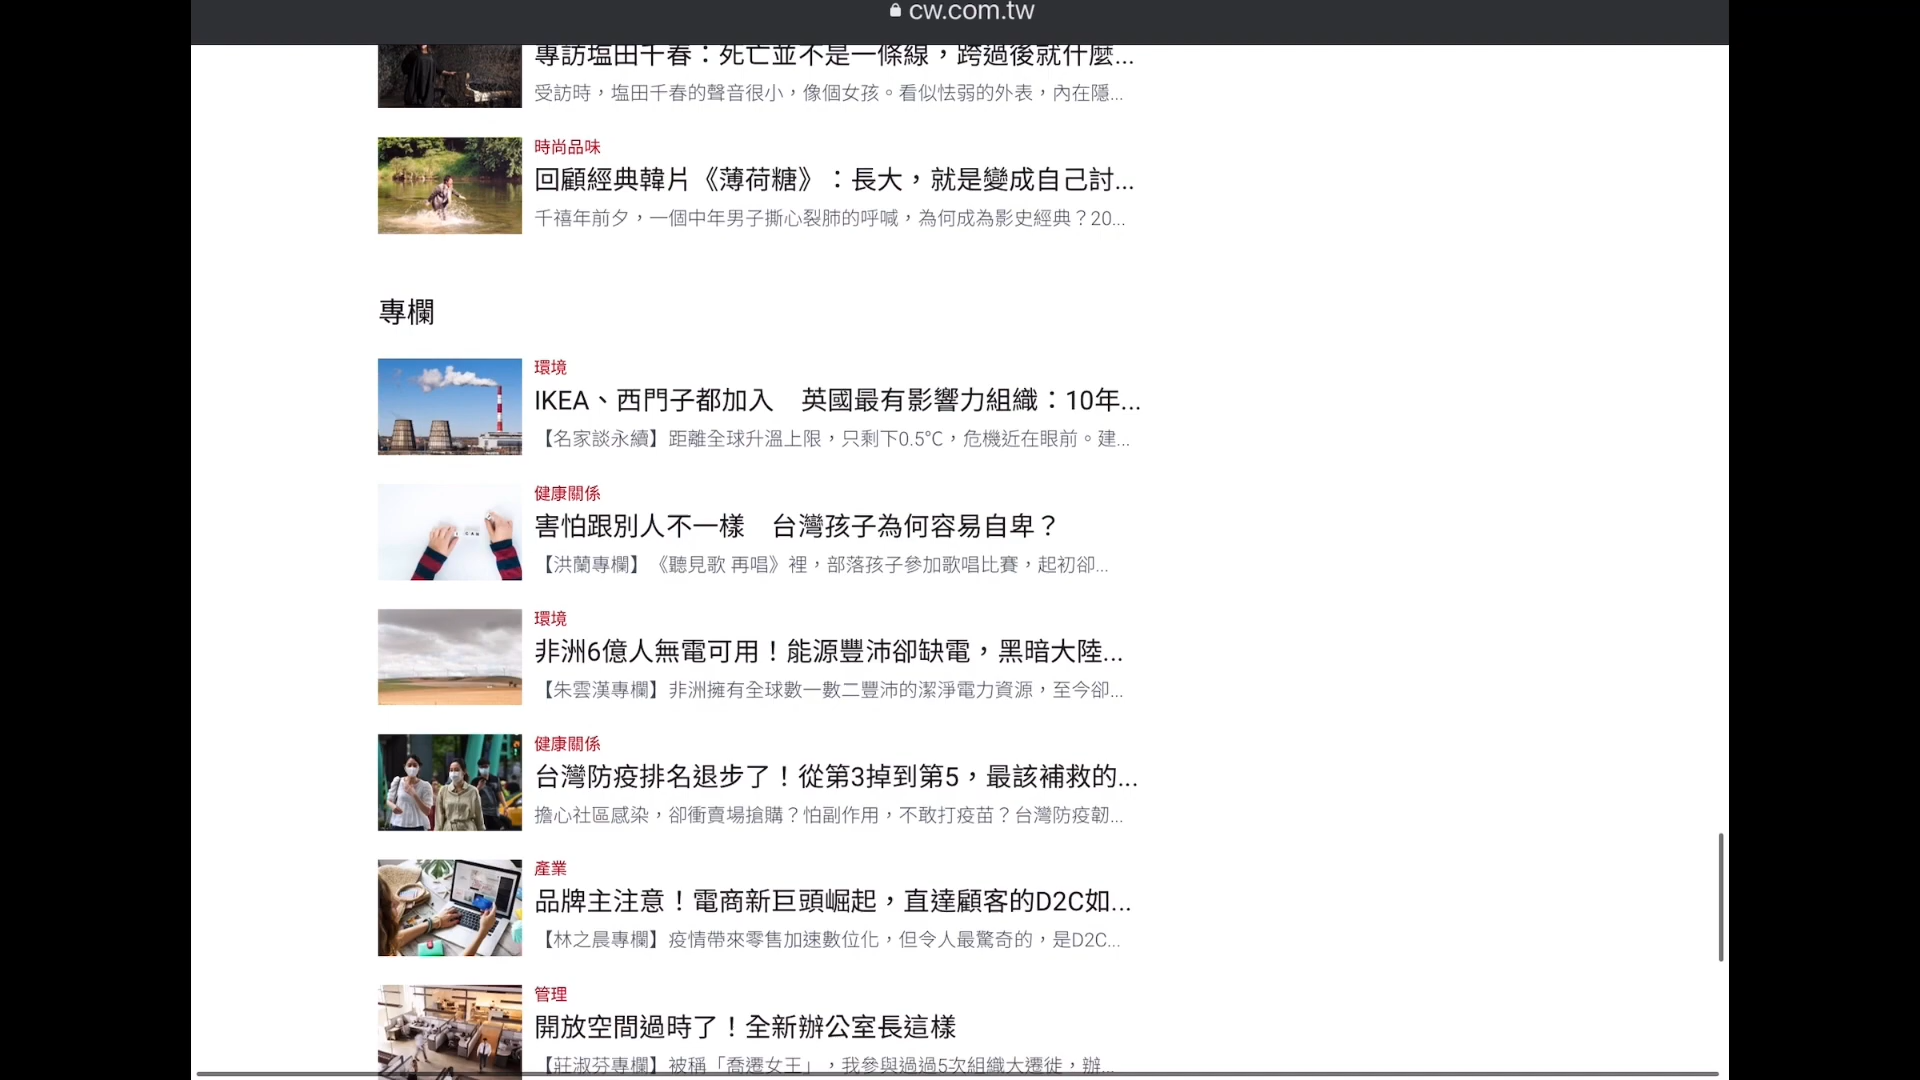 cw.com.tw
專訪塩田千春：死亡並不是一條線，跨過後就什麼...
受訪時，塩田千春的聲音很小，像個女孩。看似怯弱的外表，內在隱...
時尚品味
回顧經典韓片《薄荷糖》：長大，就是變成自己討...
千禧年前夕，一個中年男子撕心裂肺的呼喊，為何成為影史經典？20...
專欄
環境
IKEA、西門子都加入　英國最有影響力組織：10年...
【名家談永續】距離全球升溫上限，只剩下0.5°C，危機近在眼前。建...
健康關係
害怕跟別人不一樣　台灣孩子為何容易自卑？
【洪蘭專欄】《聽見歌 再唱》裡，部落孩子參加歌唱比賽，起初卻...
環境
非洲6億人無電可用！能源豐沛卻缺電，黑暗大陸...
【朱雲漢專欄】非洲擁有全球數一數二豐沛的潔淨電力資源，至今卻...
健康關係
台灣防疫排名退步了！從第3掉到第5，最該補救的...
擔心社區感染，卻衝賣場搶購？怕副作用，不敢打疫苗？台灣防疫韌...
產業
品牌主注意！電商新巨頭崛起，直達顧客的D2C如...
【林之晨專欄】疫情帶來零售加速數位化，但令人最驚奇的，是D2C...
管理
開放空間過時了！全新辦公室長這樣
【莊淑芬專欄】被稱「喬遷女王」，我參與過過5次組織大遷徙，辦...